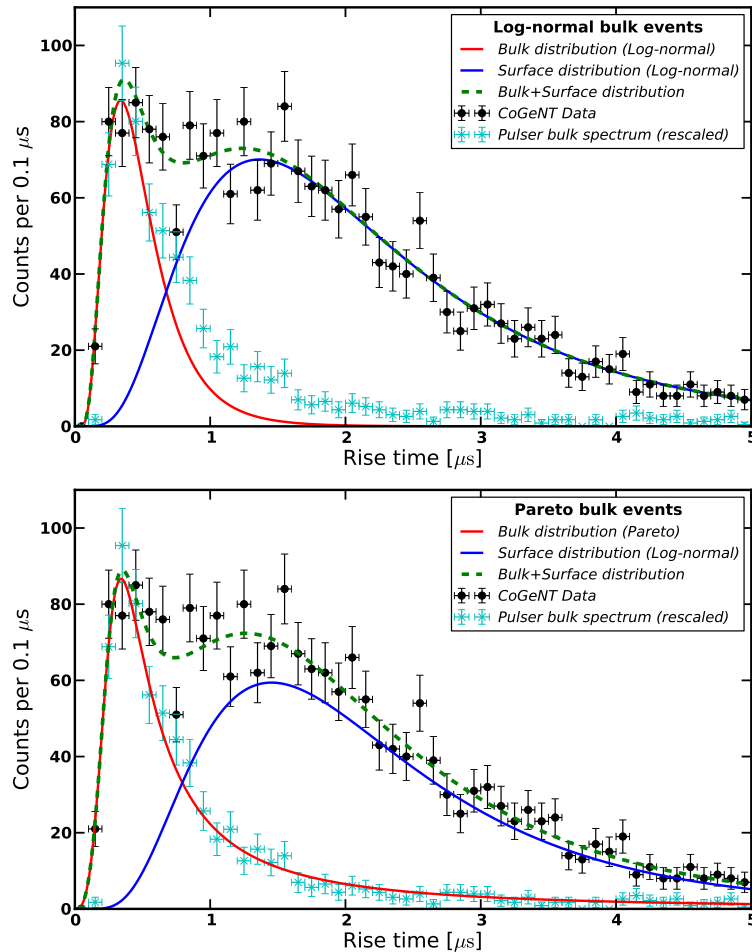 Log-normal bulk events
Bulk distribution (Log-normal)
Surface distribution (Log-normal)
Bulk+Surface distribution
CoGeNT Data
Pulser bulk spectrum (rescaled)
Counts per 0.1 μs
100
80
60
40
20
0
0 1 2 3 4 5
Rise time [μs]
Pareto bulk events
Bulk distribution (Pareto)
Surface distribution (Log-normal)
Bulk+Surface distribution
CoGeNT Data
Pulser bulk spectrum (rescaled)
Counts per 0.1 μs
100
80
60
40
20
0
0 1 2 3 4 5
Rise time [μs]